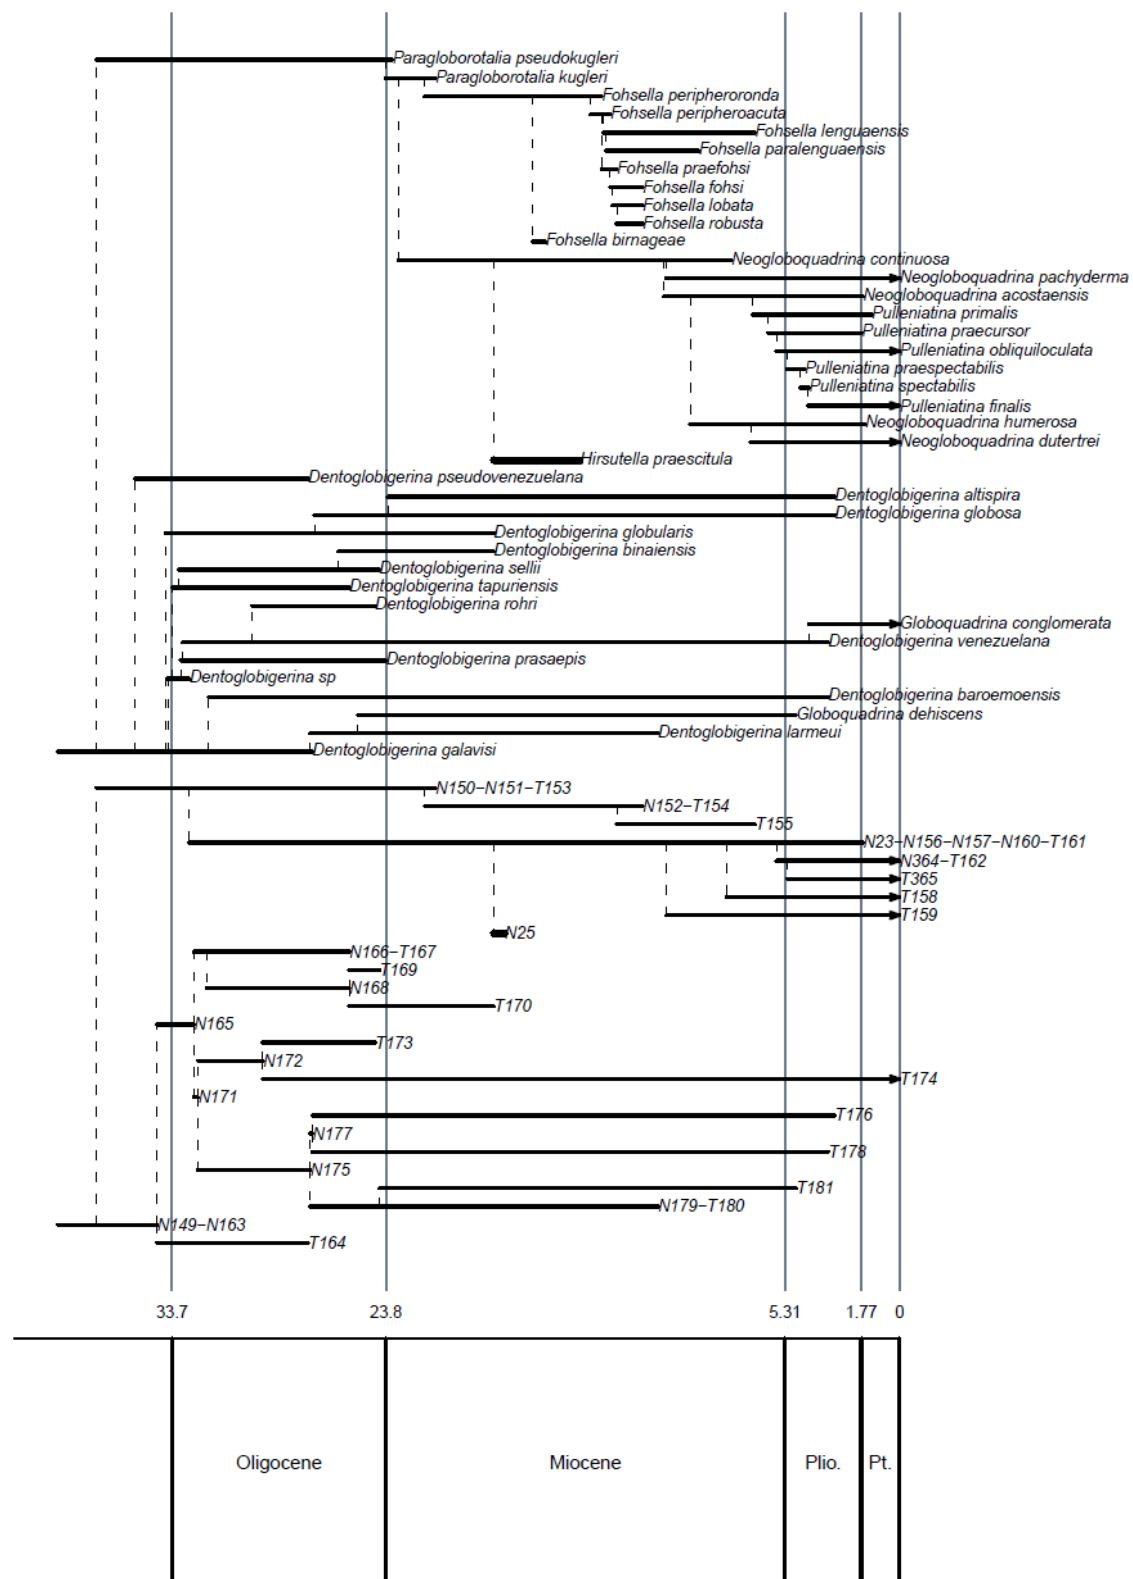 Paragloborotalia pseudokugleri
Paragloborotalia kugleri
Fohsella peripheroronda
Fohsella peripheroacuta
Fohsella lenguaensis
Fohsella paralenguaensis
Fohsella praefohsi
Fohsella fohsi
Fohsella lobata
Fohsella robusta
Fohsella birnageae
Neogloboquadrina continuosa
Neogloboquadrina pachyderma
Neogloboquadrina acostaensis
Pulleniatina primalis
Pulleniatina praecursor
Pulleniatina obliquiloculata
Pulleniatina praespectabilis
Pulleniatina spectabilis
Pulleniatina finalis
Neogloboquadrina humerosa
Neogloboquadrina dutertrei
Hirsutella praescitula
Dentoglobigerina pseudovenezuelana
Dentoglobigerina altispira
Dentoglobigerina globosa
Dentoglobigerina globularis
Dentoglobigerina binaiensis
Dentoglobigerina sellii
Dentoglobigerina tapuriensis
Dentoglobigerina rohri
Globoquadrina conglomerata
Dentoglobigerina venezuelana
Dentoglobigerina prasaepis
Dentoglobigerina sp
Dentoglobigerina baroemoensis
Globoquadrina dehiscens
Dentoglobigerina larmeui
Dentoglobigerina galavisi
N150−N151−T153
N152−T154
T155
N23−N156−N157−N160−T161
N364−T162
T365
T158
T159
N25
N166−T167
T169
N168
T170
N165
T173
N172
T174
N171
T176
N177
T178
N175
T181
N179−T180
N149−N163
T164
33.7 23.8 5.31 1.77 0
Oligocene Miocene Plio. Pt.